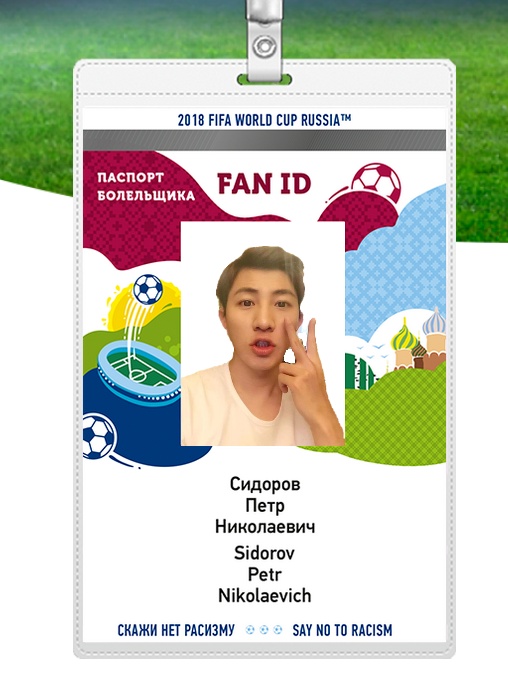 2018 FIFA WORLD CUP RUSSIA™
ПАСПОРТ
БОЛЕЛЬЩИКА
FAN ID
Сидоров
Петр
Николаевич
Sidorov
Petr
Nikolaevich
СКАЖИ НЕТ РАСИЗМУ SAY NO TO RACISM